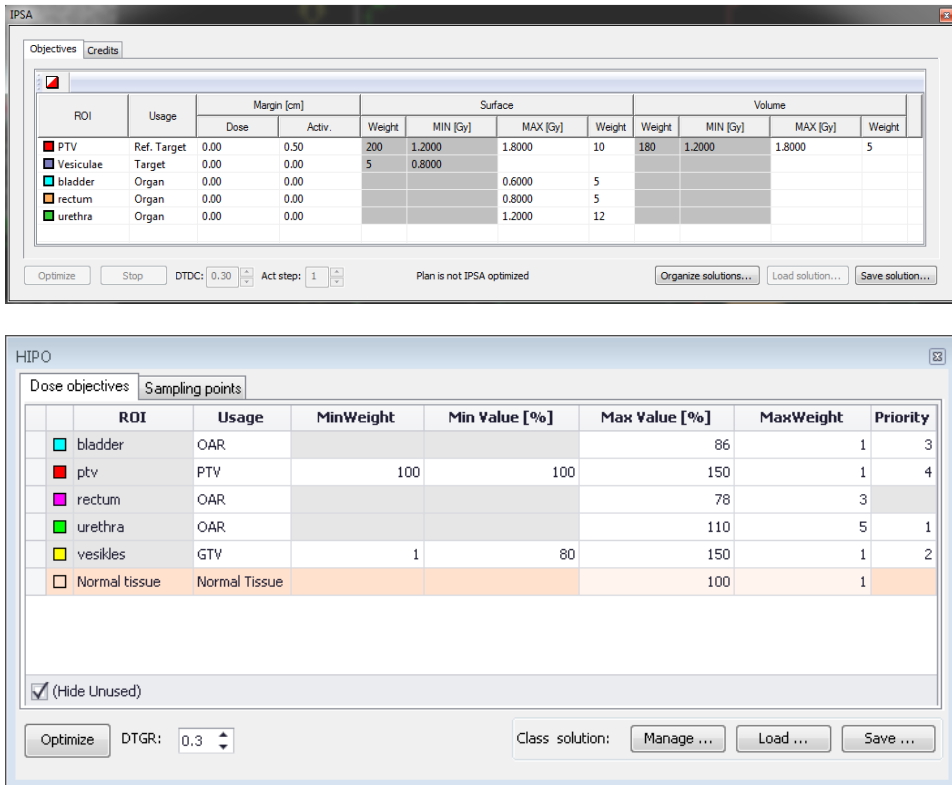 IPSA
Objectives Credits
ROI Usage Margin [cm] Surface Volume
Dose Activ. Weight MIN [Gy] MAX [Gy] Weight Weight MIN [Gy] MAX [Gy] Weight
PTV Ref. Target 0.00 0.50 200 1.2000 1.8000 10 180 1.2000 1.8000 5
Vesiculae Target 0.00 0.00 5 0.8000
bladder Organ 0.00 0.00 0.6000 5
rectum Organ 0.00 0.00 0.8000 5
urethra Organ 0.00 0.00 1.2000 12
Optimize Stop DTDC: 0.30 Act step: 1 Plan is not IPSA optimized Organize solutions... Load solution... Save solution...
HIPO
Dose objectives Sampling points
ROI Usage MinWeight Min Value [%] Max Value [%] MaxWeight Priority
bladder OAR 86 1 3
ptv PTV 100 100 150 1 4
rectum OAR 78 3
urethra OAR 110 5 1
vesikles GTV 1 80 150 1 2
Normal tissue Normal Tissue 100 1
(Hide Unused)
Optimize DTGR: 0.3 Class solution: Manage ... Load ... Save ...